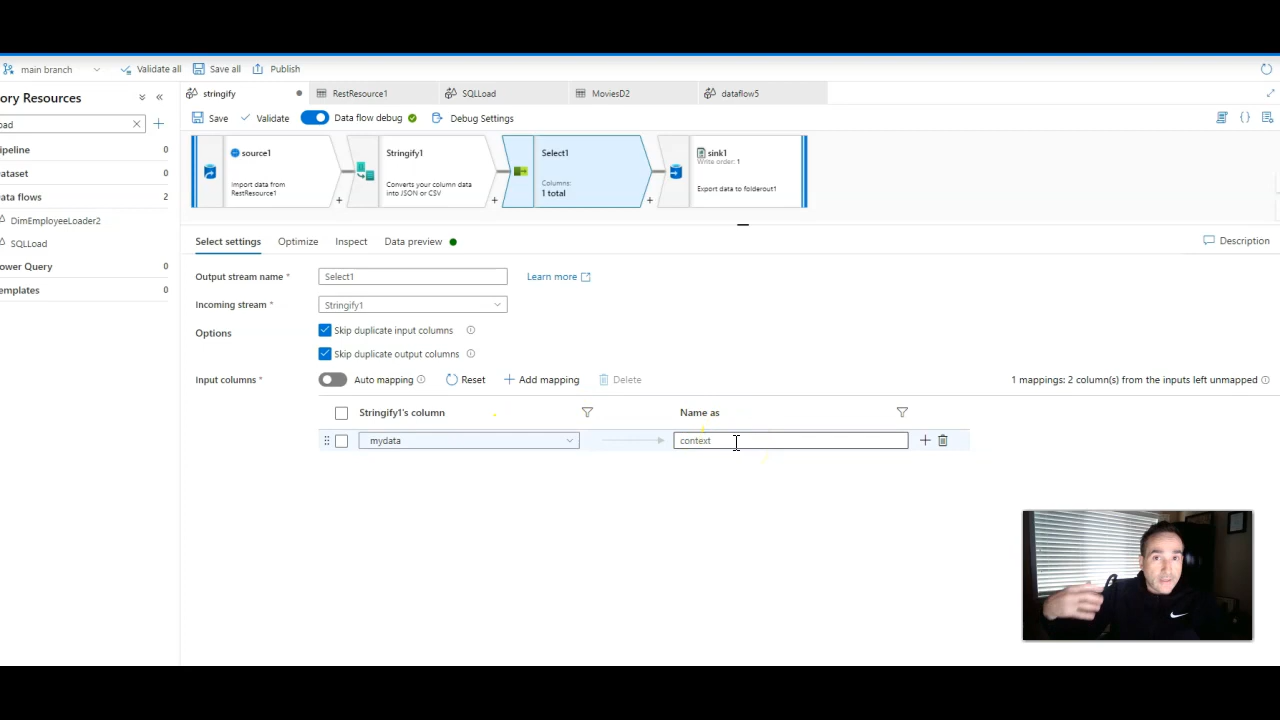 main branch
Validate all
Save all
Publish
ory Resources
oad
ipeline 0
Dataset 0
Data flows 2
DimEmployeeLoader2
SQLLoad
ower Query 0
emplates 0
stringify
RestResource1
SQLLoad
MoviesD2
dataflow5
Save
Validate
Data flow debug
Debug Settings
source1
Import data from
RestResource1
Stringify1
Converts your column data
into JSON or CSV
Select1
Columns:
1 total
sink1
Write order: 1
Export data to folderout1
Select settings
Optimize
Inspect
Data preview
Description
Output stream name *
Select1
Learn more
Incoming stream *
Stringify1
Options
Skip duplicate input columns
Skip duplicate output columns
Input columns *
Auto mapping
Reset
Add mapping
Delete
1 mappings: 2 column(s) from the inputs left unmapped
Stringify1's column
Name as
mydata
context